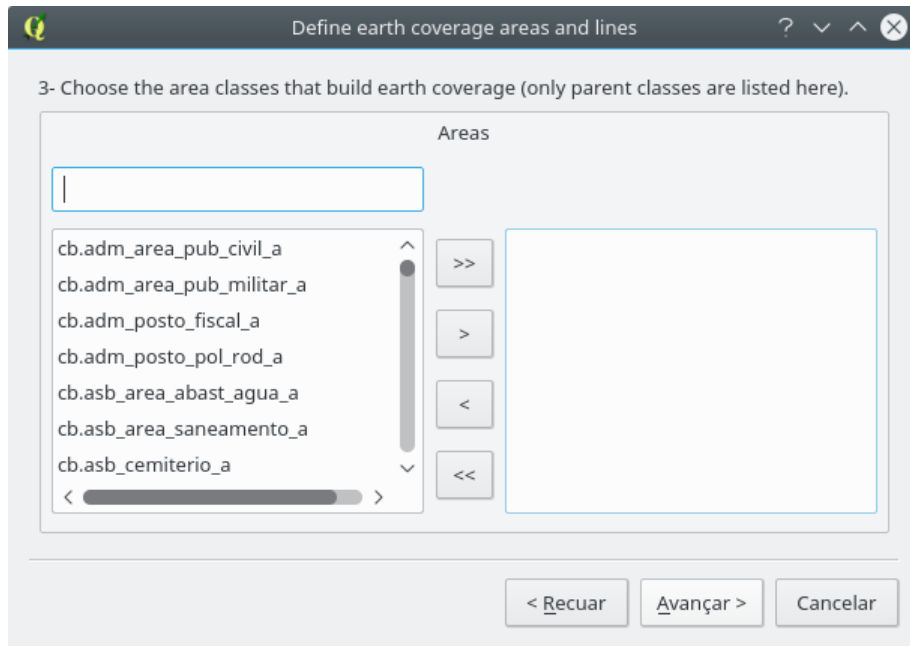 Define earth coverage areas and lines
3- Choose the area classes that build earth coverage (only parent classes are listed here).
Areas
cb.adm_area_pub_civil_a
cb.adm_area_pub_militar_a
cb.adm_posto_fiscal_a
cb.adm_posto_pol_rod_a
cb.asb_area_abast_agua_a
cb.asb_area_saneamento_a
cb.asb_cemiterio_a
>>
>
<
<<
< Recuar
Avançar >
Cancelar